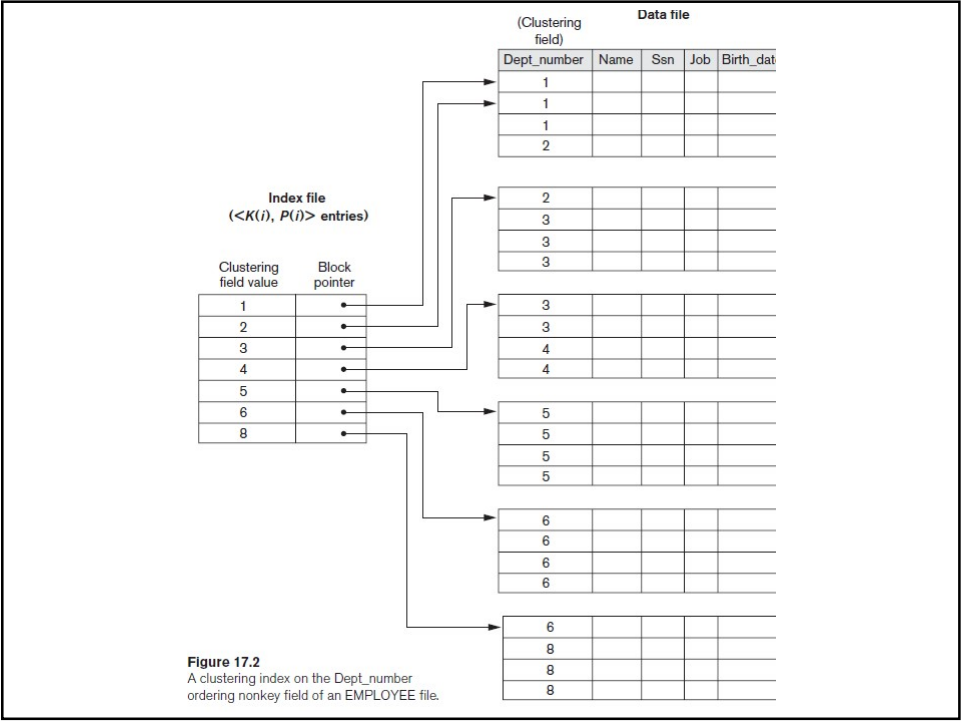 (Clustering
field)
Data file
Dept_number Name Ssn Job Birth_dat
1
1
1
2
2
3
3
3
3
3
4
4
5
5
5
5
6
6
6
6
6
8
8
8
Index file
(<K(i), P(i)> entries)
Clustering
field value
Block
pointer
1
2
3
4
5
6
8
Figure 17.2
A clustering index on the Dept_number
ordering nonkey field of an EMPLOYEE file.